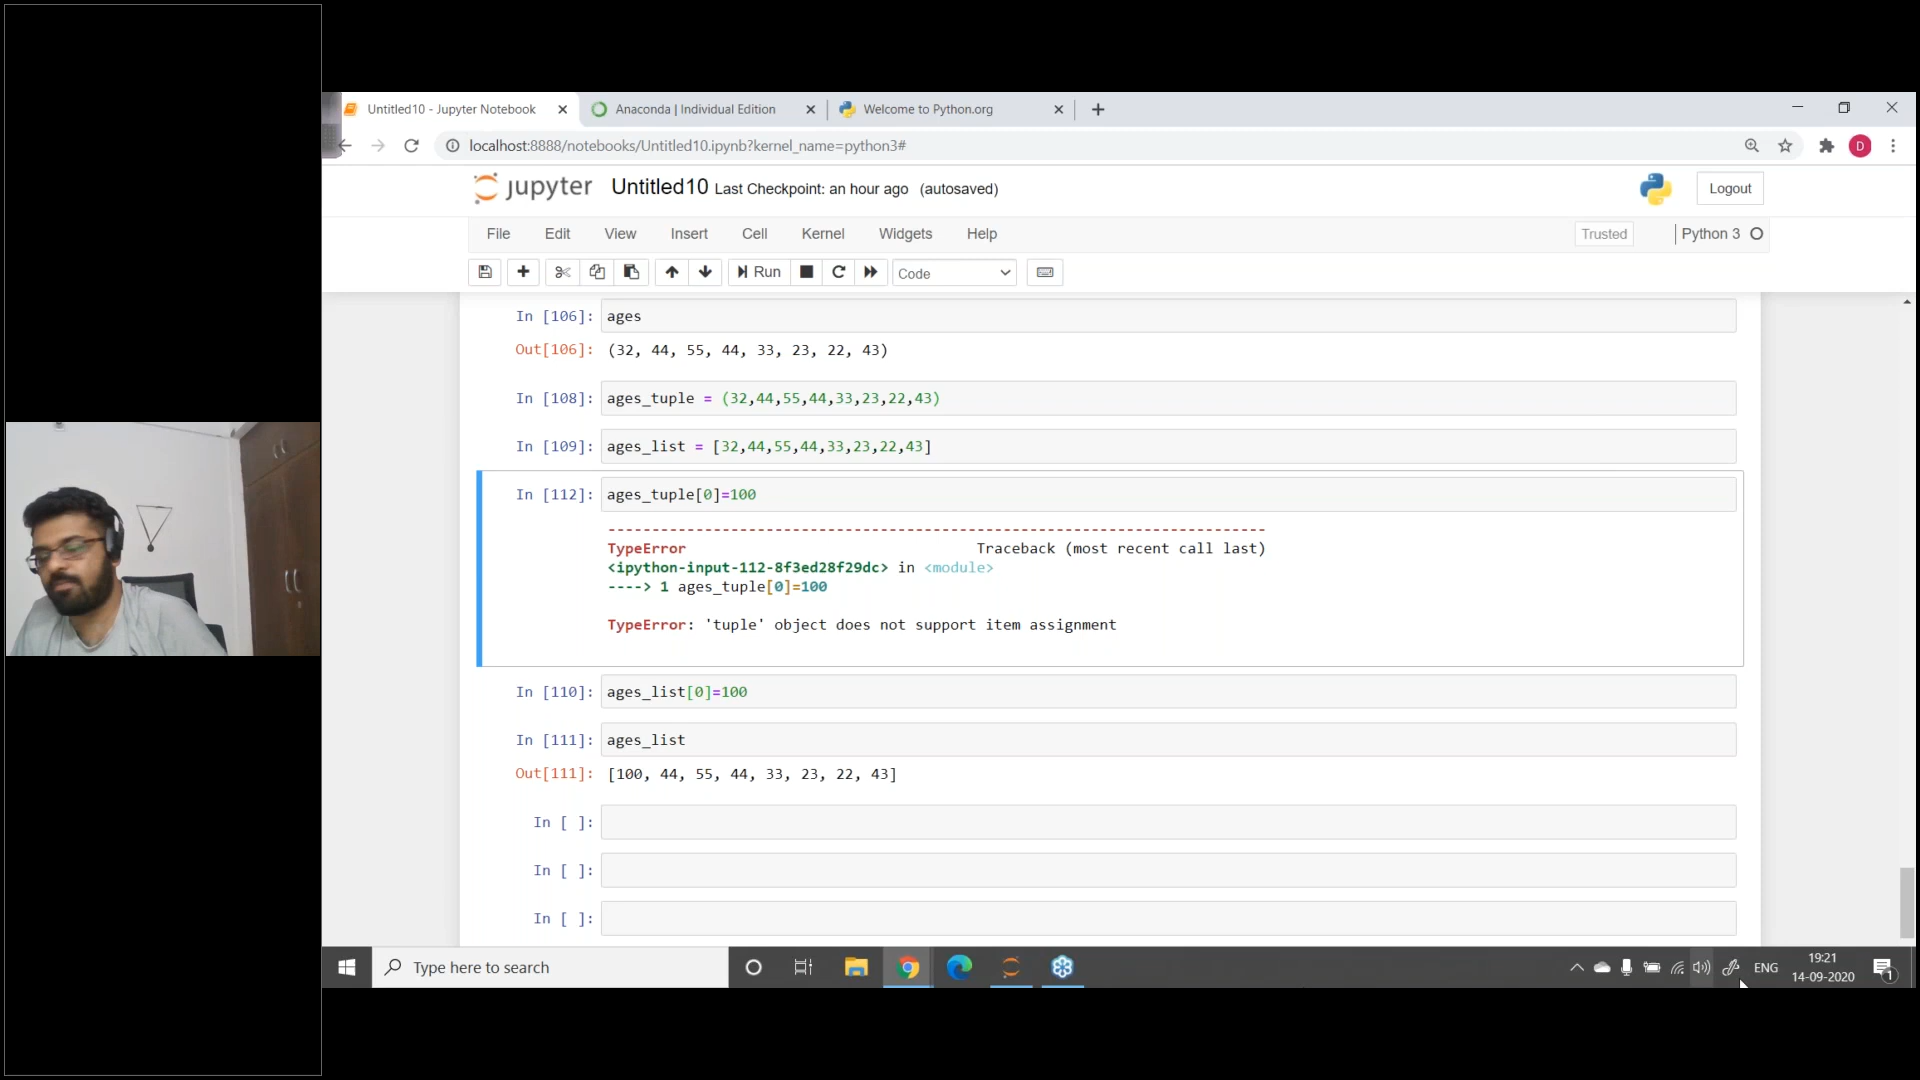 Untitled10 - Jupyter Notebook
Anaconda | Individual Edition
Welcome to Python.org
localhost:8888/notebooks/Untitled10.ipynb?kernel_name=python3#
D
jupyter Untitled10 Last Checkpoint: an hour ago (autosaved)
Logout
File Edit View Insert Cell Kernel Widgets Help
Trusted
Python 3
Run
Code
In [106]: ages
Out[106]: (32, 44, 55, 44, 33, 23, 22, 43)
In [108]: ages_tuple = (32,44,55,44,33,23,22,43)
In [109]: ages_list = [32,44,55,44,33,23,22,43]
In [112]: ages_tuple[0]=100
---------------------------------------------------------------------------
TypeError Traceback (most recent call last)
<ipython-input-112-8f3ed28f29dc> in <module>
----> 1 ages_tuple[0]=100
TypeError: 'tuple' object does not support item assignment
In [110]: ages_list[0]=100
In [111]: ages_list
Out[111]: [100, 44, 55, 44, 33, 23, 22, 43]
In [ ]:
In [ ]:
In [ ]:
Type here to search
ENG
19:21
14-09-2020
1